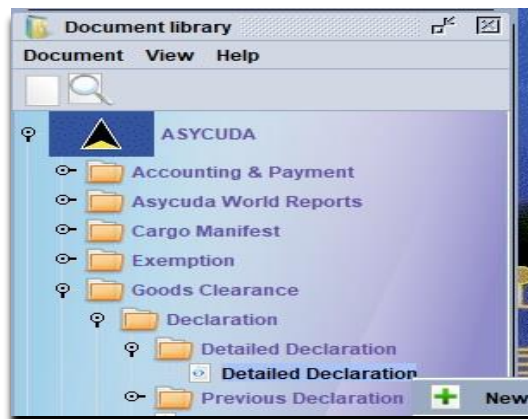 Document library
Document View Help
ASYCUDA
Accounting & Payment
Asycuda World Reports
Cargo Manifest
Exemption
Goods Clearance
Declaration
Detailed Declaration
Detailed Declaration
Previous Declaration New